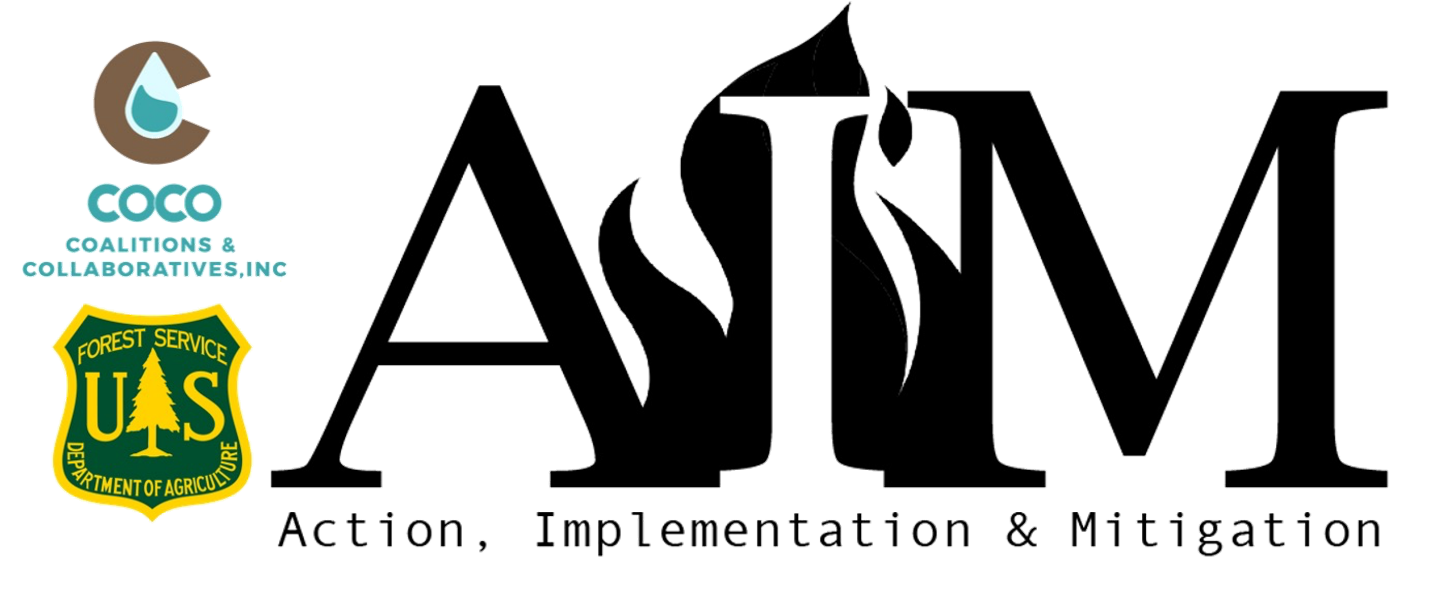 COCO
COALITIONS &
COLLABORATIVES,INC
FOREST SERVICE
U S
DEPARTMENT OF AGRICULTURE
AIM
Action, Implementation & Mitigation